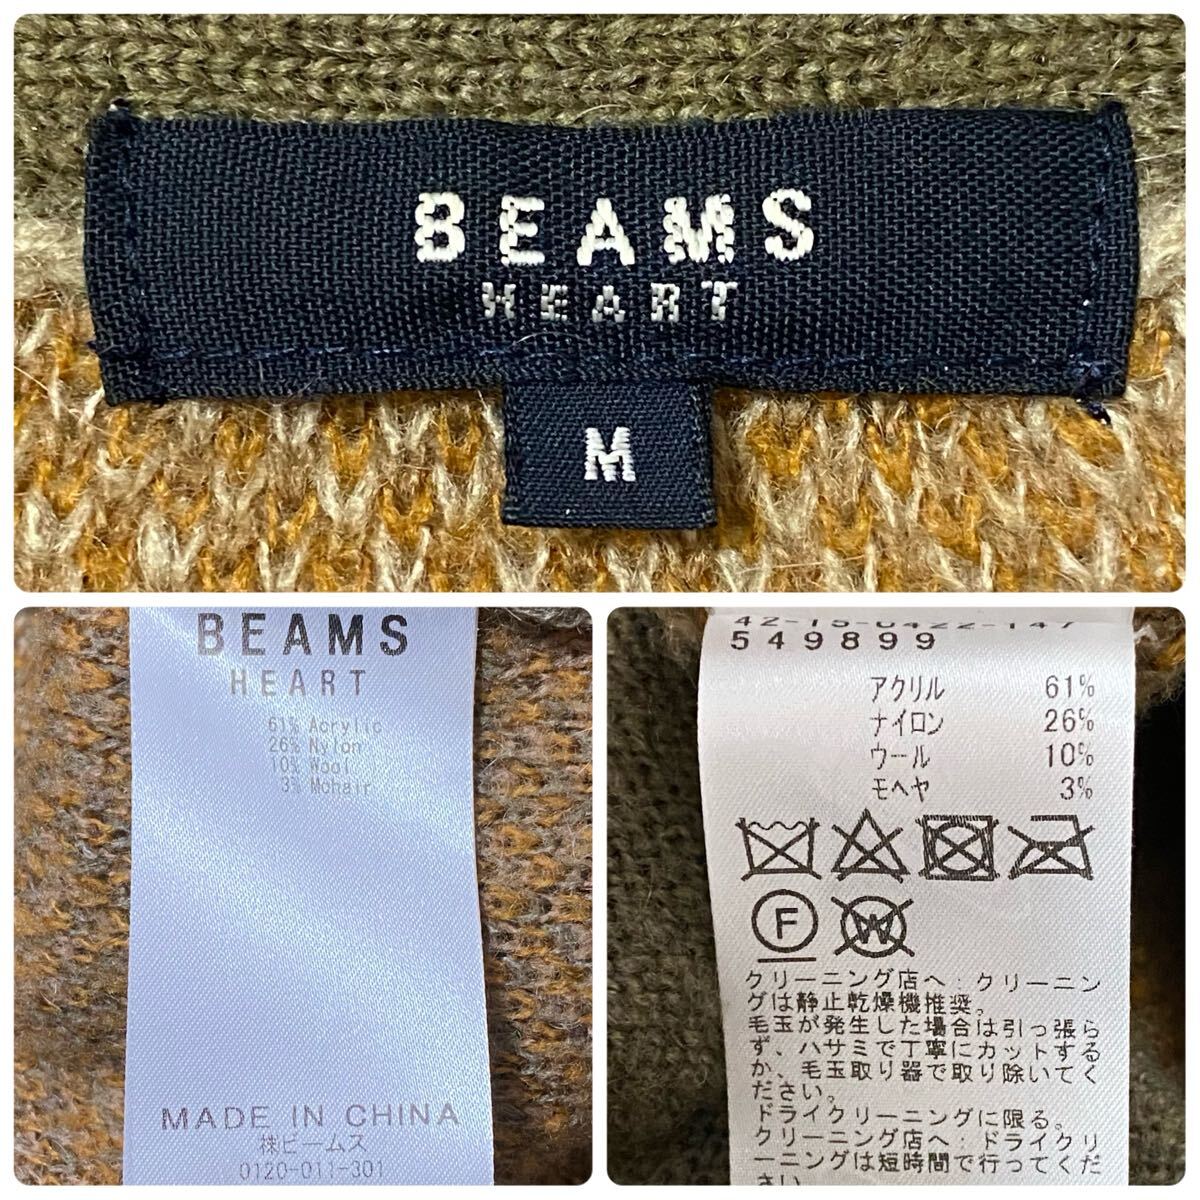 BEAMS
HEART
M
BEAMS
HEART
61% Acryl
26% Nylon
10% Wool
3% Mohair
MADE IN CHINA
株ビームス
0120-011-301
42-15-0422-147
549899
アクリル 61%
ナイロン 26%
ウール 10%
モヘヤ 3%
F
W
クリーニング店へ：クリーニン
グは静止乾燥機推奨。
毛玉が発生した場合は引っ張ら
ず、ハサミで丁寧にカットする
か、毛玉取り器で取り除いてく
ださい。
ドライクリーニングに限る。
クリーニング店へ：ドライクリ
ーニングは短時間で行ってくだ
さい。